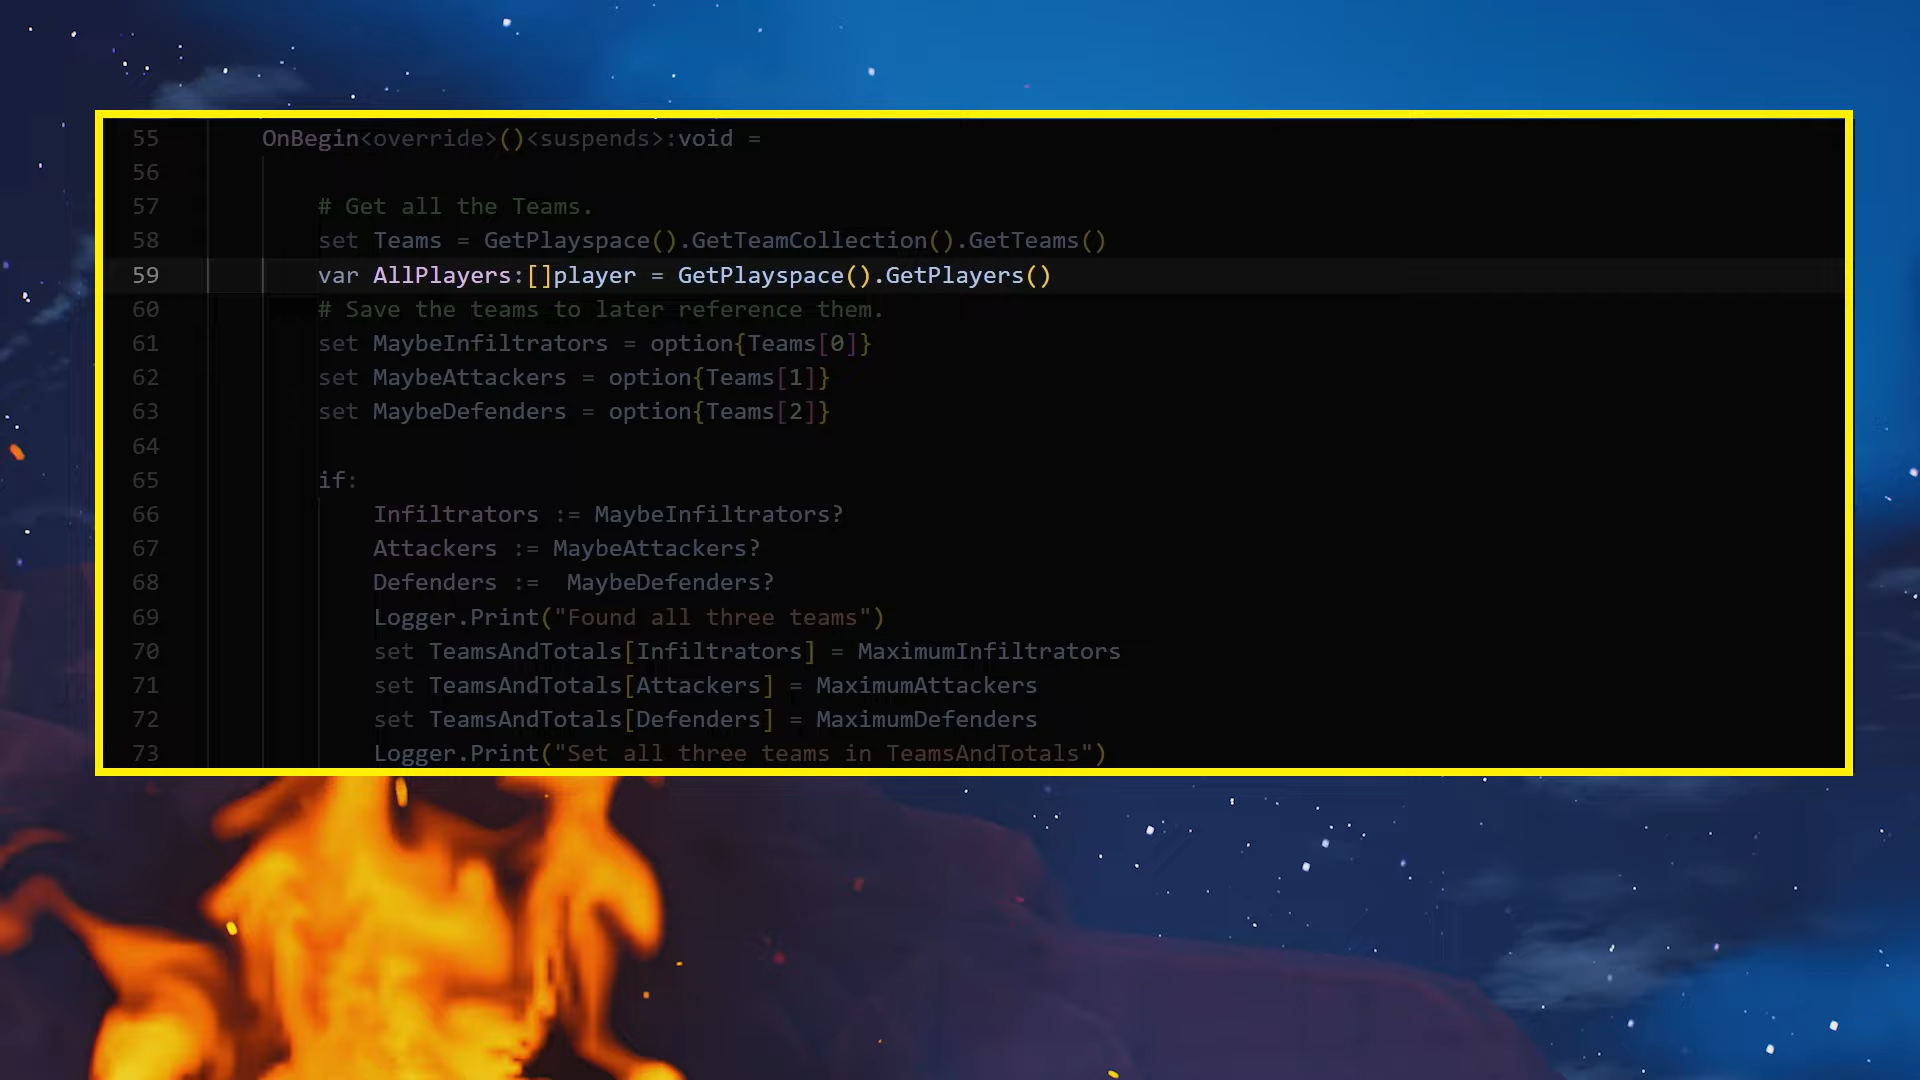 55 OnBegin<override>()<suspends>:void =
56
57 # Get all the Teams.
58 set Teams = GetPlayspace().GetTeamCollection().GetTeams()
59 var AllPlayers:[]player = GetPlayspace().GetPlayers()
60 # Save the teams to later reference them.
61 set MaybeInfiltrators = option{Teams[0]}
62 set MaybeAttackers = option{Teams[1]}
63 set MaybeDefenders = option{Teams[2]}
64
65 if:
66 Infiltrators := MaybeInfiltrators?
67 Attackers := MaybeAttackers?
68 Defenders :=  MaybeDefenders?
69 Logger.Print("Found all three teams")
70 set TeamsAndTotals[Infiltrators] = MaximumInfiltrators
71 set TeamsAndTotals[Attackers] = MaximumAttackers
72 set TeamsAndTotals[Defenders] = MaximumDefenders
73 Logger.Print("Set all three teams in TeamsAndTotals")